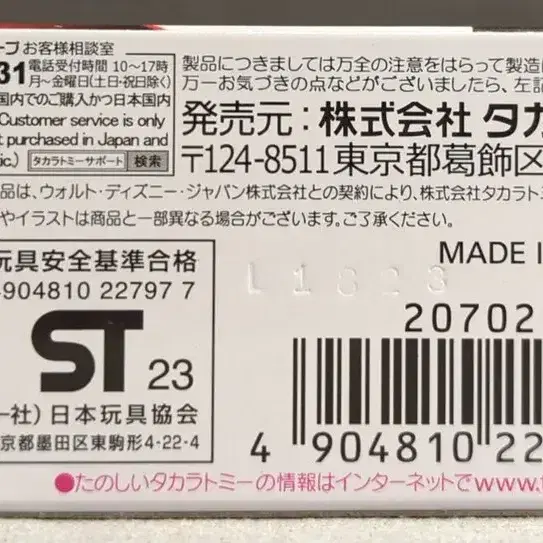 ープ お客様相談室
31 電話受付時間 10〜17時
月〜金曜日(土日・祝日除く)
国内でのご購入かつ日本国内
Customer service is only
t purchased in Japan and
ic.) タカラトミーサポート 検索
製品につきましては万全の注意をはらって製造
万一お気づきの点などがございましたら、左記
発売元：株式会社 タカ
〒124-8511 東京都葛飾区
品は、ウォルト・ディズニー・ジャパン株式会社との契約により、株式会社タカラト
やイラストは商品と一部異なる場合がございます。ご了承ください。
玩具安全基準合格
4904810 22797 7
ST 23
一社) 日本玩具協会
京都墨田区東駒形4-22-4
MADE I
20702
4 904810 22
●たのしいタカラトミーの情報はインターネットでwww.t